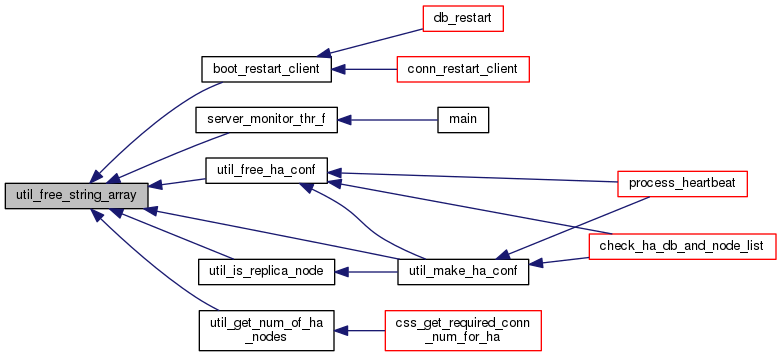 db_restart
boot_restart_client
conn_restart_client
server_monitor_thr_f
main
util_free_ha_conf
process_heartbeat
util_free_string_array
check_ha_db_and_node_list
util_is_replica_node
util_make_ha_conf
util_get_num_of_ha
_nodes
css_get_required_conn
_num_for_ha